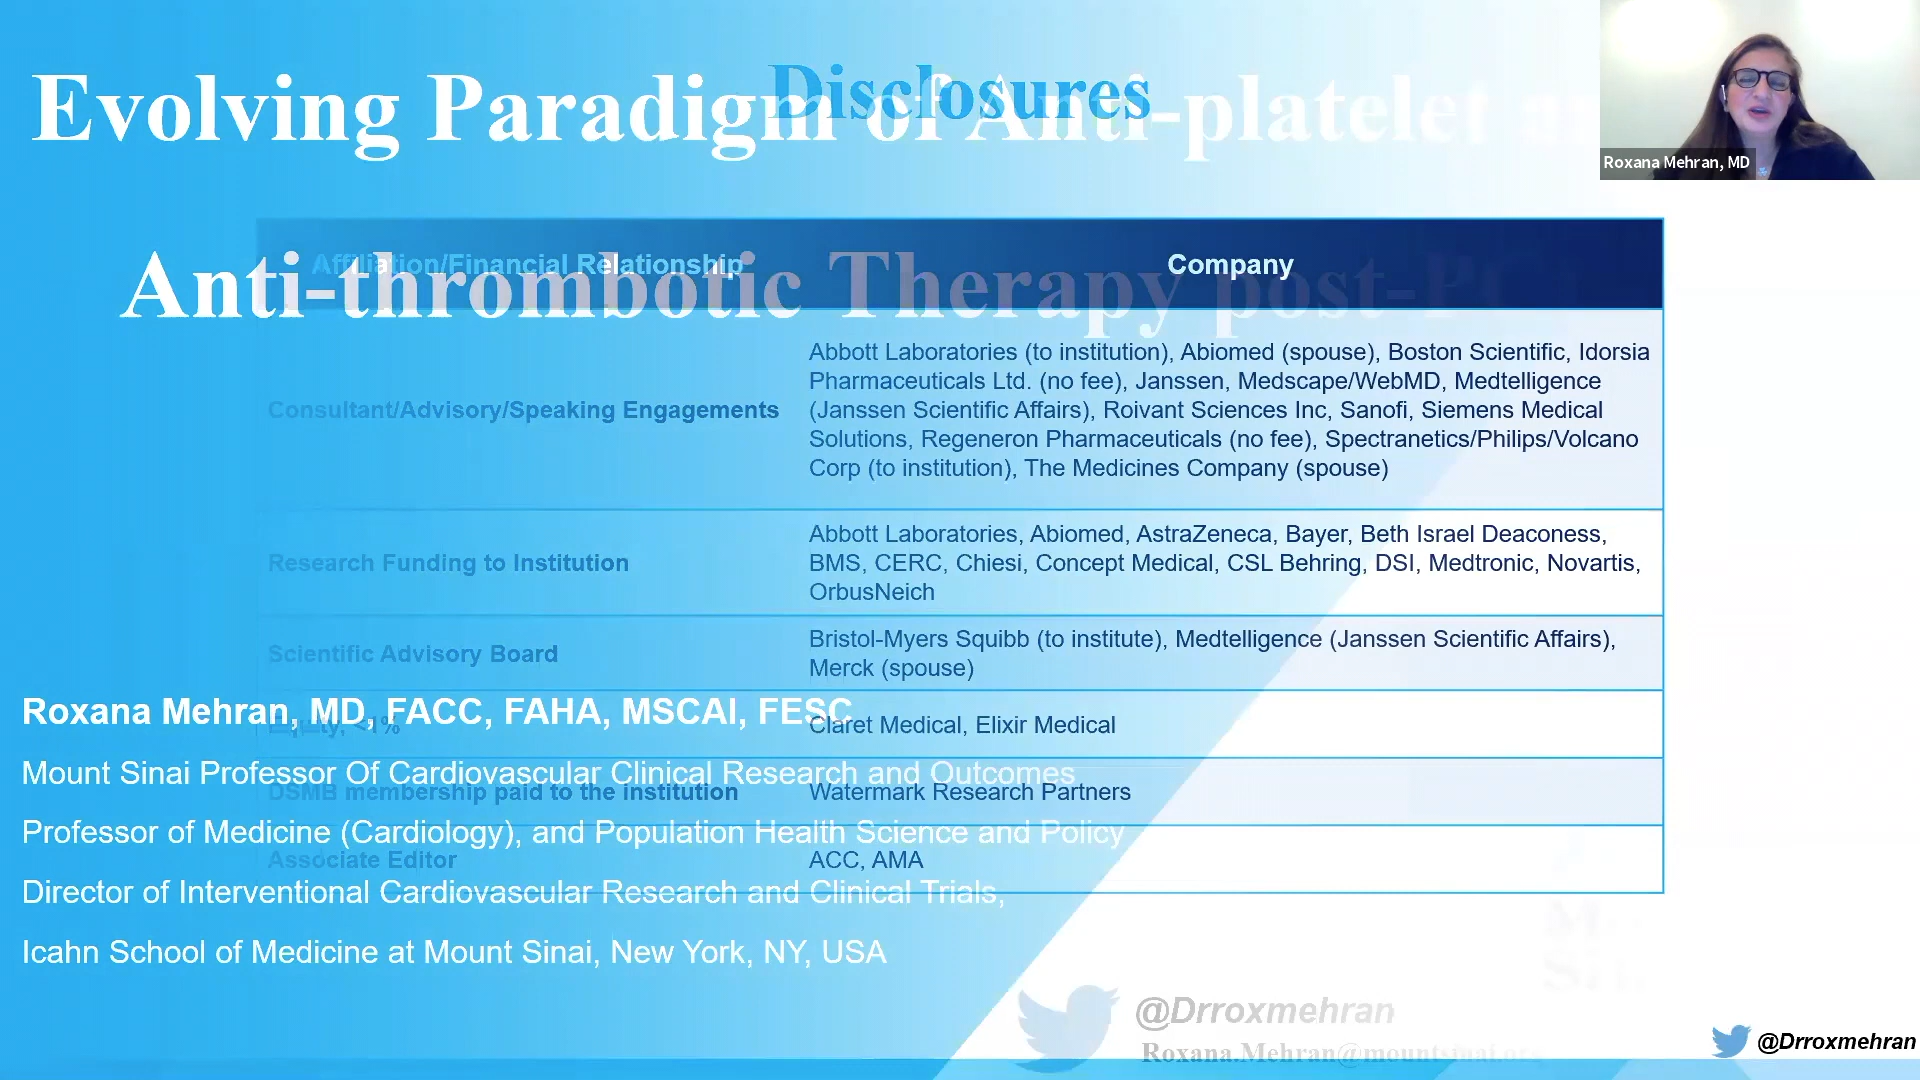 Evolving Paradigm of Anti-platelet
Disclosures
Roxana Mehran, MD
Anti-thrombotic Therapy post-PC
Affiliation/Financial Relationship
Company
Consultant/Advisory/Speaking Engagements
Abbott Laboratories (to institution), Abiomed (spouse), Boston Scientific, Idorsia
Pharmaceuticals Ltd. (no fee), Janssen, Medscape/WebMD, Medtelligence
(Janssen Scientific Affairs), Roivant Sciences Inc, Sanofi, Siemens Medical
Solutions, Regeneron Pharmaceuticals (no fee), Spectranetics/Philips/Volcano
Corp (to institution), The Medicines Company (spouse)
Research Funding to Institution
Abbott Laboratories, Abiomed, AstraZeneca, Bayer, Beth Israel Deaconess,
BMS, CERC, Chiesi, Concept Medical, CSL Behring, DSI, Medtronic, Novartis,
OrbusNeich
Scientific Advisory Board
Bristol-Myers Squibb (to institute), Medtelligence (Janssen Scientific Affairs),
Merck (spouse)
Equity, <1%
Claret Medical, Elixir Medical
DSMB membership paid to the institution
Watermark Research Partners
Associate Editor
ACC, AMA
Roxana Mehran, MD, FACC, FAHA, MSCAI, FESC
Mount Sinai Professor Of Cardiovascular Clinical Research and Outcomes
Professor of Medicine (Cardiology), and Population Health Science and Policy
Director of Interventional Cardiovascular Research and Clinical Trials,
Icahn School of Medicine at Mount Sinai, New York, NY, USA
@Drroxmehran
Roxana.Mehran@mountsinai.org
@Drroxmehran